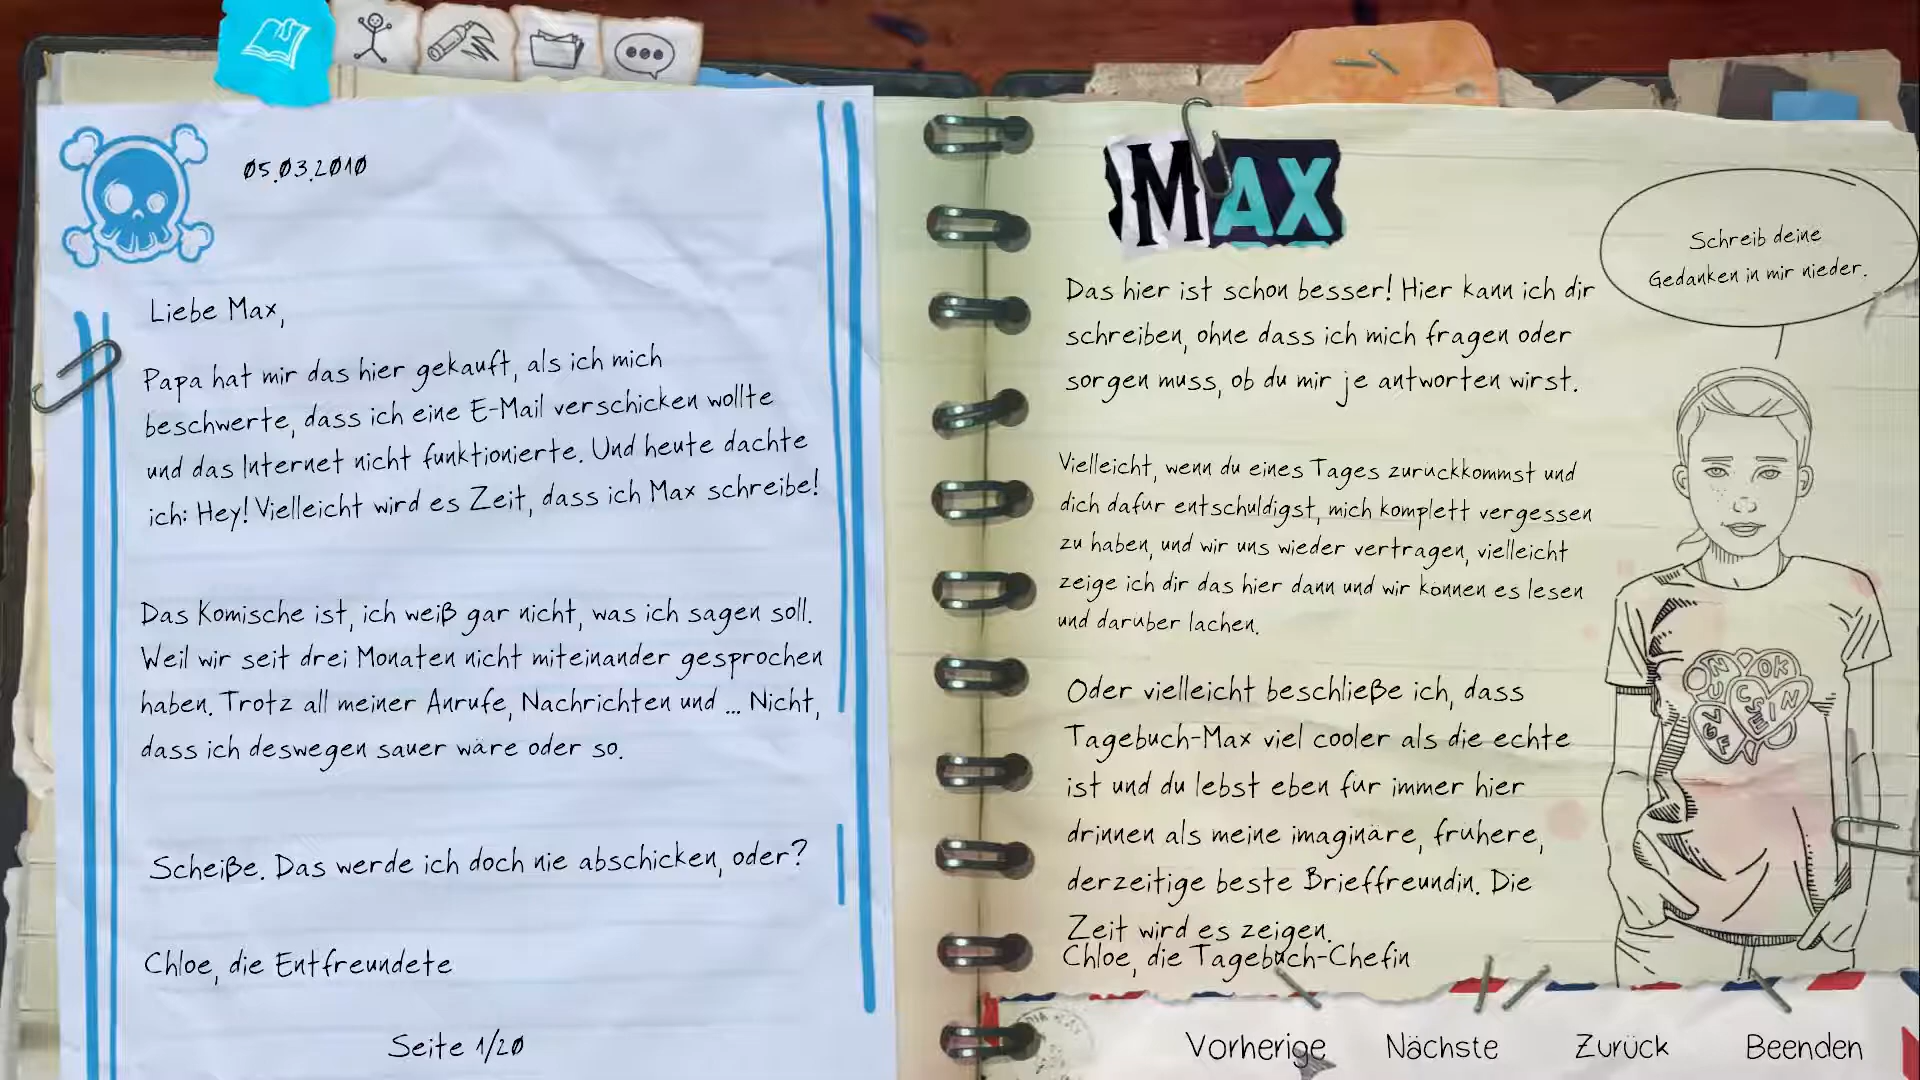 05.03.2010
Liebe Max,
Papa hat mir das hier gekauft, als ich mich
beschwerte, dass ich eine E-Mail verschicken wollte
und das Internet nicht funktionierte. Und heute dachte
ich: Hey! Vielleicht wird es Zeit, dass ich Max schreibe!
Das Komische ist, ich weiß gar nicht, was ich sagen soll.
Weil wir seit drei Monaten nicht miteinander gesprochen
haben. Trotz all meiner Anrufe, Nachrichten und ... Nicht,
dass ich deswegen sauer wäre oder so.
Scheiße. Das werde ich doch nie abschicken, oder?
Chloe, die Entfreundete
Seite 1/20
MAX
Das hier ist schon besser! Hier kann ich dir
schreiben, ohne dass ich mich fragen oder
sorgen muss, ob du mir je antworten wirst.
Vielleicht, wenn du eines Tages zurückkommst und
dich dafür entschuldigst, mich komplett vergessen
zu haben, und wir uns wieder vertragen, vielleicht
zeige ich dir das hier dann und wir können es lesen
und darüber lachen.
Oder vielleicht beschließe ich, dass
Tagebuch-Max viel cooler als die echte
ist und du lebst eben für immer hier
drinnen als meine imaginäre, frühere,
derzeitige beste Brieffreundin. Die
Zeit wird es zeigen.
Chloe, die Tagebuch-Chefin
Schreib deine
Gedanken in mir nieder.
Vorherige Nächste Zurück Beenden